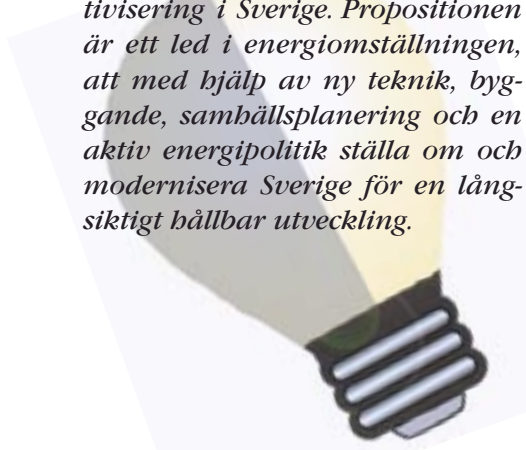 tivisering i Sverige. Propositionen
är ett led i energiomställningen,
att med hjälp av ny teknik, byg-
gande, samhällsplanering och en
aktiv energipolitik ställa om och
modernisera Sverige för en lång-
siktigt hållbar utveckling.